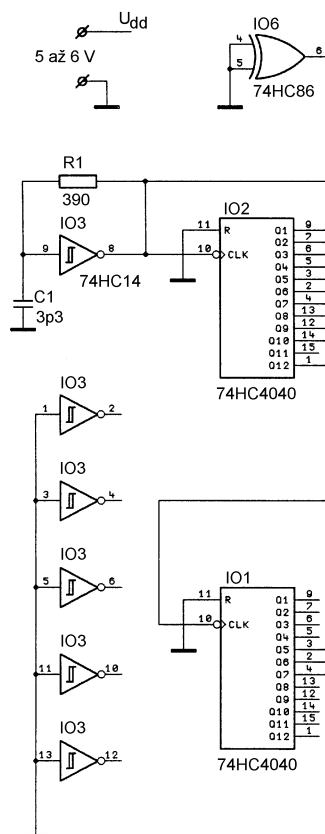 Udd
5 až 6 V
IO6
4
5
6
74HC86
R1
390
IO3
9
8
74HC14
C1
3p3
IO2
11 R
10 CLK
Q1 9
Q2 7
Q3 6
Q4 5
Q5 3
Q6 2
Q7 4
Q8 13
Q9 12
Q10 14
Q11 15
Q12 1
74HC4040
IO3
1 2
IO3
3 4
IO3
5 6
IO3
11 10
IO3
13 12
IO1
11 R
10 CLK
Q1 9
Q2 7
Q3 6
Q4 5
Q5 3
Q6 2
Q7 4
Q8 13
Q9 12
Q10 14
Q11 15
Q12 1
74HC4040